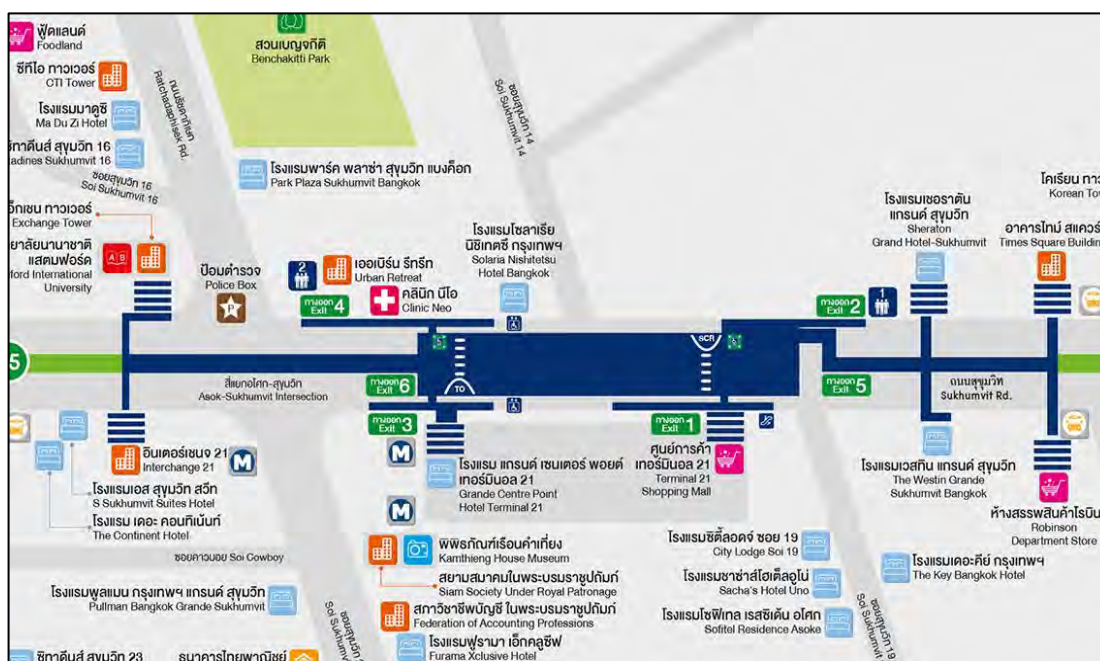 ฟู้ดแลนด์
Foodland
ซีทีไอ ทาวเวอร์
CTI Tower
โรงแรมมาดูซิ
Ma Du Zi Hotel
สุขุมวิท 16
Sukhumvit 16
ซอยสุขุมวิท 16
Soi Sukhumvit 16
ทาวเวอร์
Exchange Tower
แสตมฟอร์ด
International
University
ถนนรัชดาภิเษก
Ratchadaphisek Rd.
สวนเบญจกิติ
Benchakitti Park
ซอยสุขุมวิท 14
Soi Sukhumvit 14
โรงแรมพาร์ค พลาซ่า สุขุมวิท แบงค็อก
Park Plaza Sukhumvit Bangkok
ป้อมตำรวจ
Police Box
P
2
เออเบิร์น รีทรีท
Urban Retreat
ทางออก
Exit 4
คลินิก นีโอ
Clinic Neo
โรงแรมโซลาเรีย
นิชิเทตซึ กรุงเทพฯ
Solaria Nishitetsu
Hotel Bangkok
ทางออก
Exit 2
1
โรงแรมเชอราตัน
แกรนด์ สุขุมวิท
Sheraton
Grand Hotel-Sukhumvit
โคเรียน
Korean
อาคารไทม์ สแควร์
Times Square Building
5
สี่แยกอโศก-สุขุมวิท
Asok-Sukhumvit Intersection
ทางออก
Exit 6
TO
SCR
ทางออก
Exit 5
ถนนสุขุมวิท
Sukhumvit Rd.
ทางออก
Exit 3
ทางออก
Exit 1
อินเตอร์เชนจ 21
Interchange 21
M
M
M
โรงแรมเอส สุขุมวิท สวีท
S Sukhumvit Suites Hotel
โรงแรม เดอะ คอนทิเน้นท์
The Continent Hotel
โรงแรม แกรนด์ เซนเตอร์ พอยต์
เทอร์มินอล 21
Grande Centre Point
Hotel Terminal 21
ศูนย์การค้า
เทอร์มินอล 21
Terminal 21
Shopping Mall
โรงแรมเวสทิน แกรนด์ สุขุมวิท
The Westin Grande
Sukhumvit Bangkok
ห้างสรรพสินค้า
Robinson
Department Store
ซอยคาวบอย Soi Cowboy
พิพิธภัณฑ์เรือนคำเที่ยง
Kamthieng House Museum
สยามสมาคมในพระบรมราชูปถัมภ์
Siam Society Under Royal Patronage
สภาวิชาชีพบัญชี ในพระบรมราชูปถัมภ์
Federation of Accounting Professions
โรงแรมฟูรามา เอ็กคลูซีฟ
Furama Xclusive Hotel
โรงแรมพูลแมน กรุงเทพฯ แกรนด์ สุขุมวิท
Pullman Bangkok Grande Sukhumvit
โรงแรมซิตี้ลอดจ์ ซอย 19
City Lodge Soi 19
โรงแรมซาช่าส์โฮเต็ลอูโน่
Sacha's Hotel Uno
โรงแรมโซฟิเทล เรสซิเด้น อโศก
Sofitel Residence Asoke
โรงแรมเดอะคีย์ กรุงเทพฯ
The Key Bangkok Hotel
ซอยสุขุมวิท 19
Soi Sukhumvit 19
ซิทาดีนส์ สุขุมวิท 23
ธนาคารไทยพาณิชย์